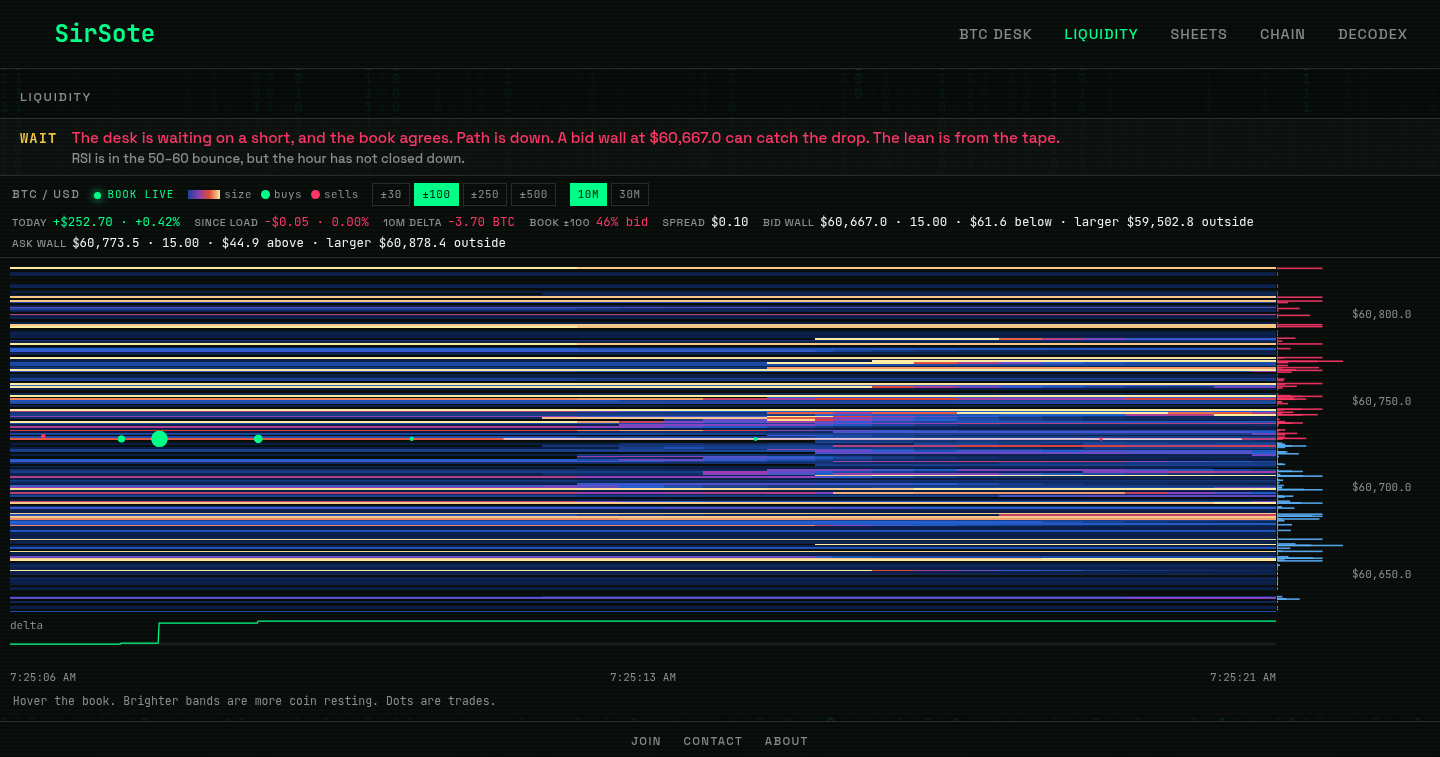 SirSote
BTC DESK LIQUIDITY SHEETS CHAIN DECODEX
LIQUIDITY
WAIT The desk is waiting on a short, and the book agrees. Path is down. A bid wall at $60,667.0 can catch the drop. The lean is from the tape.
RSI is in the 50–60 bounce, but the hour has not closed down.
BTC / USD BOOK LIVE size buys sells ±30 ±100 ±250 ±500 10M 30M
TODAY +$252.70 · +0.42% SINCE LOAD -$0.05 · 0.00% 10M DELTA -3.70 BTC BOOK ±100 46% bid SPREAD $0.10 BID WALL $60,667.0 · 15.00 · $61.6 below · larger $59,502.8 outside
ASK WALL $60,773.5 · 15.00 · $44.9 above · larger $60,878.4 outside
$60,800.0
$60,750.0
$60,700.0
$60,650.0
delta
7:25:06 AM 7:25:13 AM 7:25:21 AM
Hover the book. Brighter bands are more coin resting. Dots are trades.
JOIN CONTACT ABOUT